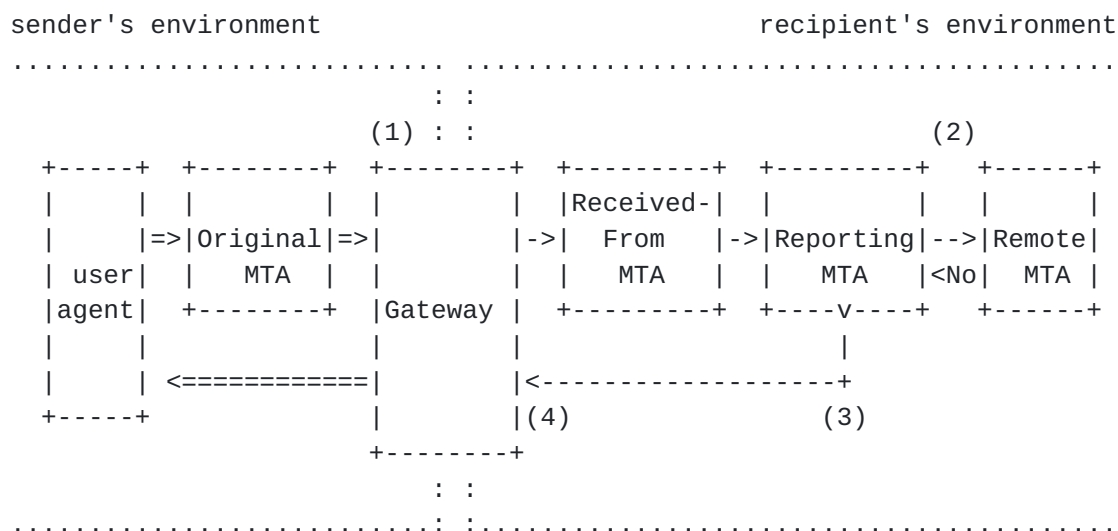 sender's environment                            recipient's environment
............................ ..........................................
                           : :
                       (1) : :                             (2)
  +-----+  +--------+  +--------+  +---------+  +---------+   +------+
  |     |  |        |  |        |  |Received-|  |         |   |      |
  |     |=>|Original|=>|        |->|  From   |->|Reporting|-->|Remote|
  | user|  |   MTA  |  |        |  |   MTA   |  |   MTA   |<No|  MTA |
  |agent|  +--------+  |Gateway |  +---------+  +----v----+   +------+
  |     |              |        |                    |
  |     | <============|        |<-------------------+
  +-----+              |        |(4)                (3)
                       +--------+
                           : :
...........................: :.........................................